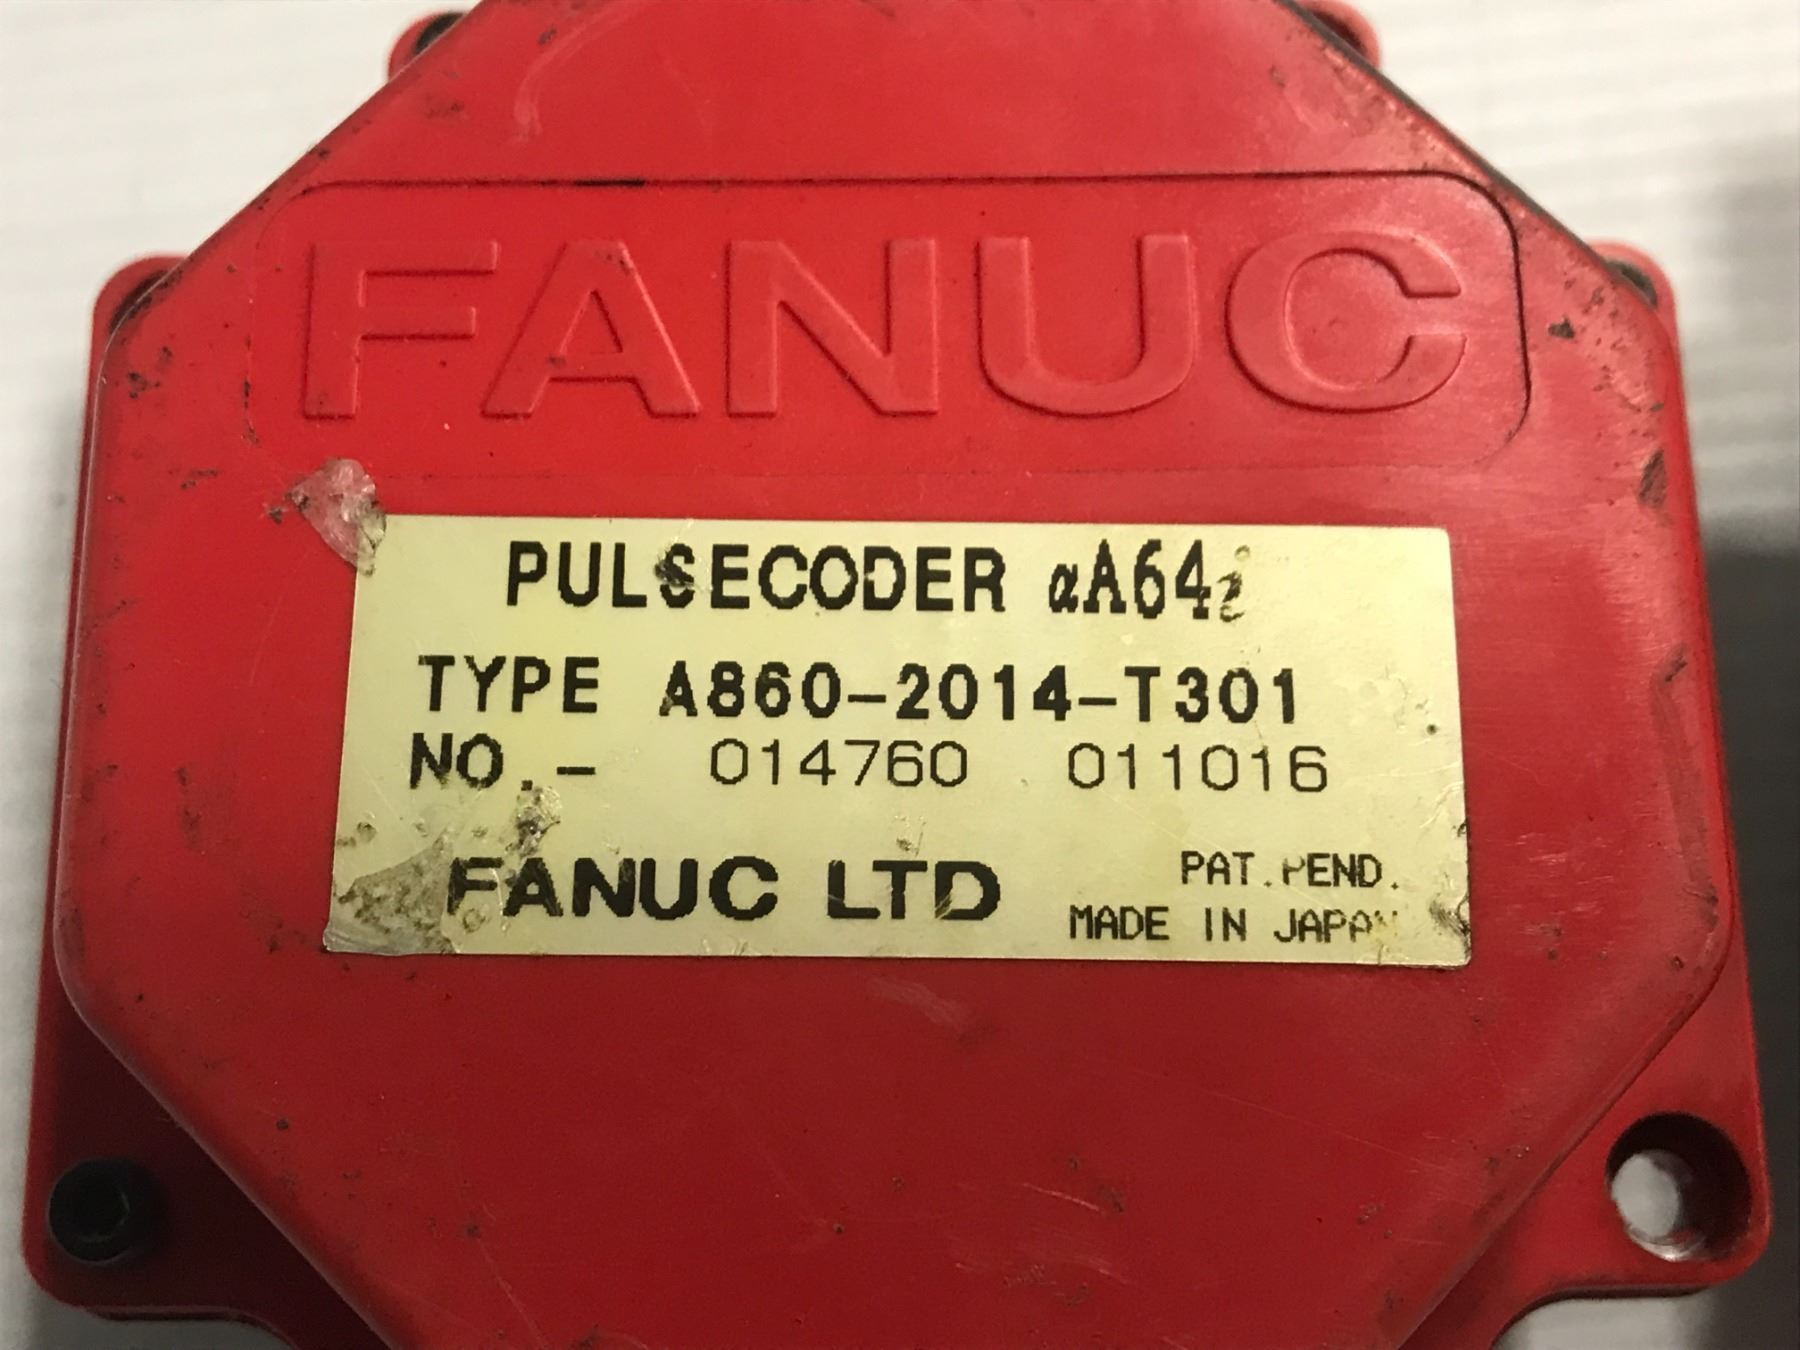 FANUC
PULSECODER αA64i
TYPE A860-2014-T301
NO.- 014760 011016
FANUC LTD
PAT.PEND.
MADE IN JAPAN